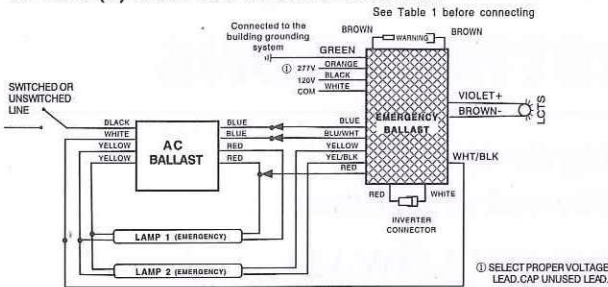 See Table 1 before connecting
Connected to the
building grounding
system
BROWN
WARNING
BROWN
GREEN
① 277V ORANGE
120V BLACK
COM WHITE
SWITCHED OR
UNSWITCHED
LINE
VIOLET+
BROWN-
LCTS
EMERGENCY
BALLAST
BLACK
WHITE
YELLOW
YELLOW
AC
BALLAST
BLUE
BLUE
RED
RED
BLUE
BLU/WHT
YELLOW
YEL/BLK
RED
WHT/BLK
RED
WHITE
INVERTER
CONNECTOR
LAMP 1 (EMERGENCY)
LAMP 2 (EMERGENCY)
① SELECT PROPER VOLTAGE
LEAD.CAP UNUSED LEAD.